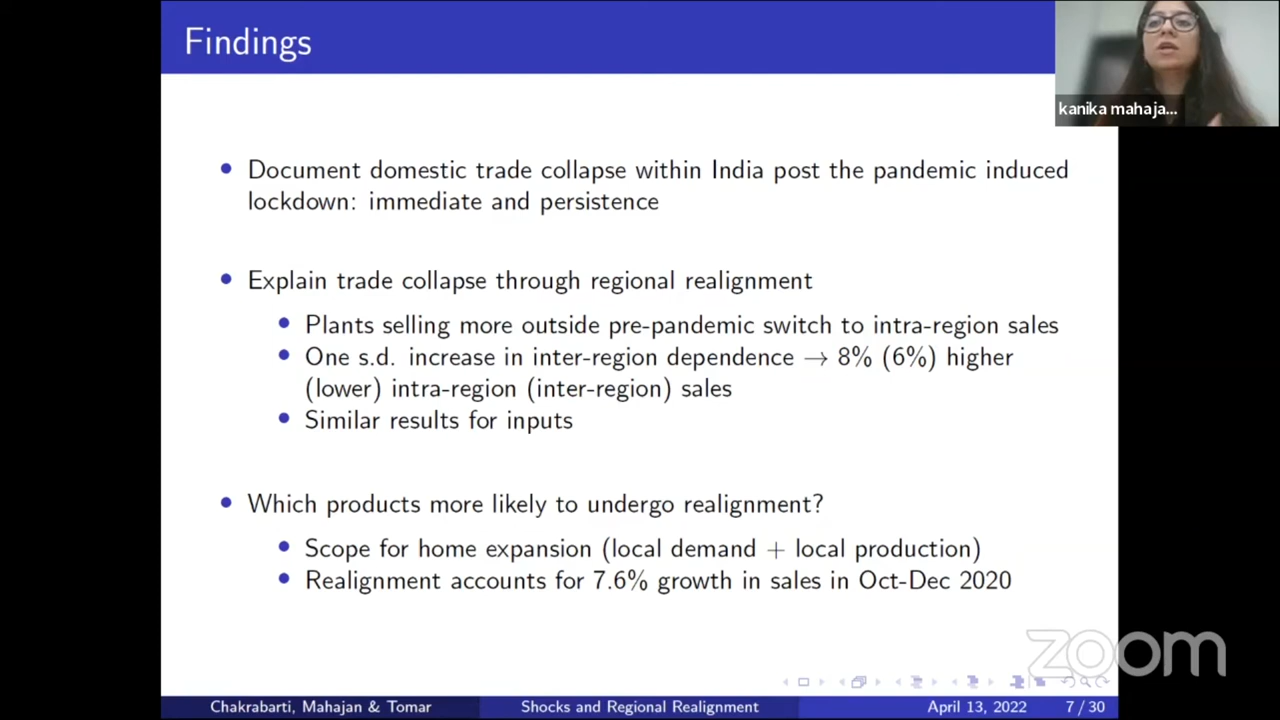 Findings
kanika mahaja...
Document domestic trade collapse within India post the pandemic induced
lockdown: immediate and persistence
Explain trade collapse through regional realignment
Plants selling more outside pre-pandemic switch to intra-region sales
One s.d. increase in inter-region dependence → 8% (6%) higher
(lower) intra-region (inter-region) sales
Similar results for inputs
Which products more likely to undergo realignment?
Scope for home expansion (local demand + local production)
Realignment accounts for 7.6% growth in sales in Oct-Dec 2020
zoom
Chakrabarti, Mahajan & Tomar Shocks and Regional Realignment April 13, 2022 7 / 30